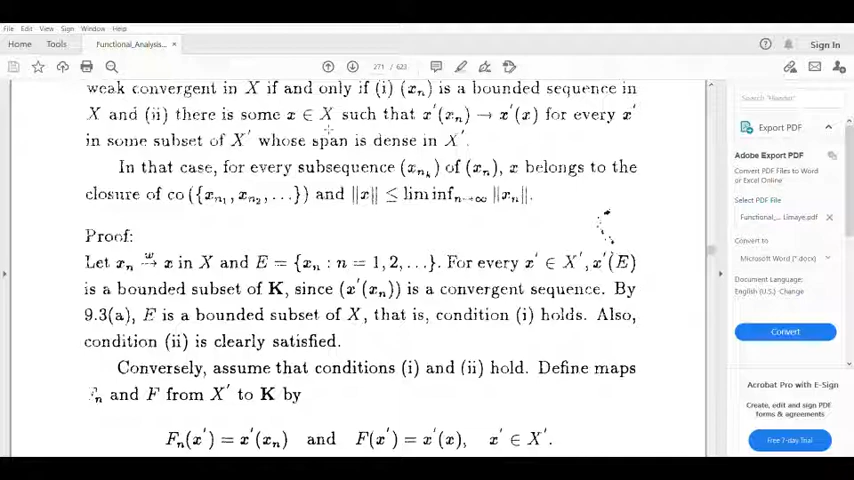 File Edit View Sign Window Help
Home Tools Functional_Analysis... × Sign In
271 / 623
weak convergent in X if and only if (i) (xₙ) is a bounded sequence in
X and (ii) there is some x ∈ X such that x′(xₙ) → x′(x) for every x′
in some subset of X′ whose span is dense in X′.
In that case, for every subsequence (xₙₖ) of (xₙ), x belongs to the
closure of co ({xₙ₁, xₙ₂, ...}) and ||x|| ≤ lim infₙ→∞ ||xₙ||.
Proof:
Let xₙ →ʷ x in X and E = {xₙ : n = 1, 2, ...}. For every x′ ∈ X′, x′(E)
is a bounded subset of K, since (x′(xₙ)) is a convergent sequence. By
9.3(a), E is a bounded subset of X, that is, condition (i) holds. Also,
condition (ii) is clearly satisfied.
Conversely, assume that conditions (i) and (ii) hold. Define maps
Fₙ and F from X′ to K by
Fₙ(x′) = x′(xₙ) and F(x′) = x′(x), x′ ∈ X′.
Export PDF
Adobe Export PDF
Convert PDF Files to Word
or Excel Online
Select PDF File
Functional_... Limaye.pdf ×
Convert to
Microsoft Word (*.docx)
Document Language:
English (U.S.) Change
Convert
Acrobat Pro with E-Sign
Create, edit and sign PDF
forms & agreements
Free 7-day Trial